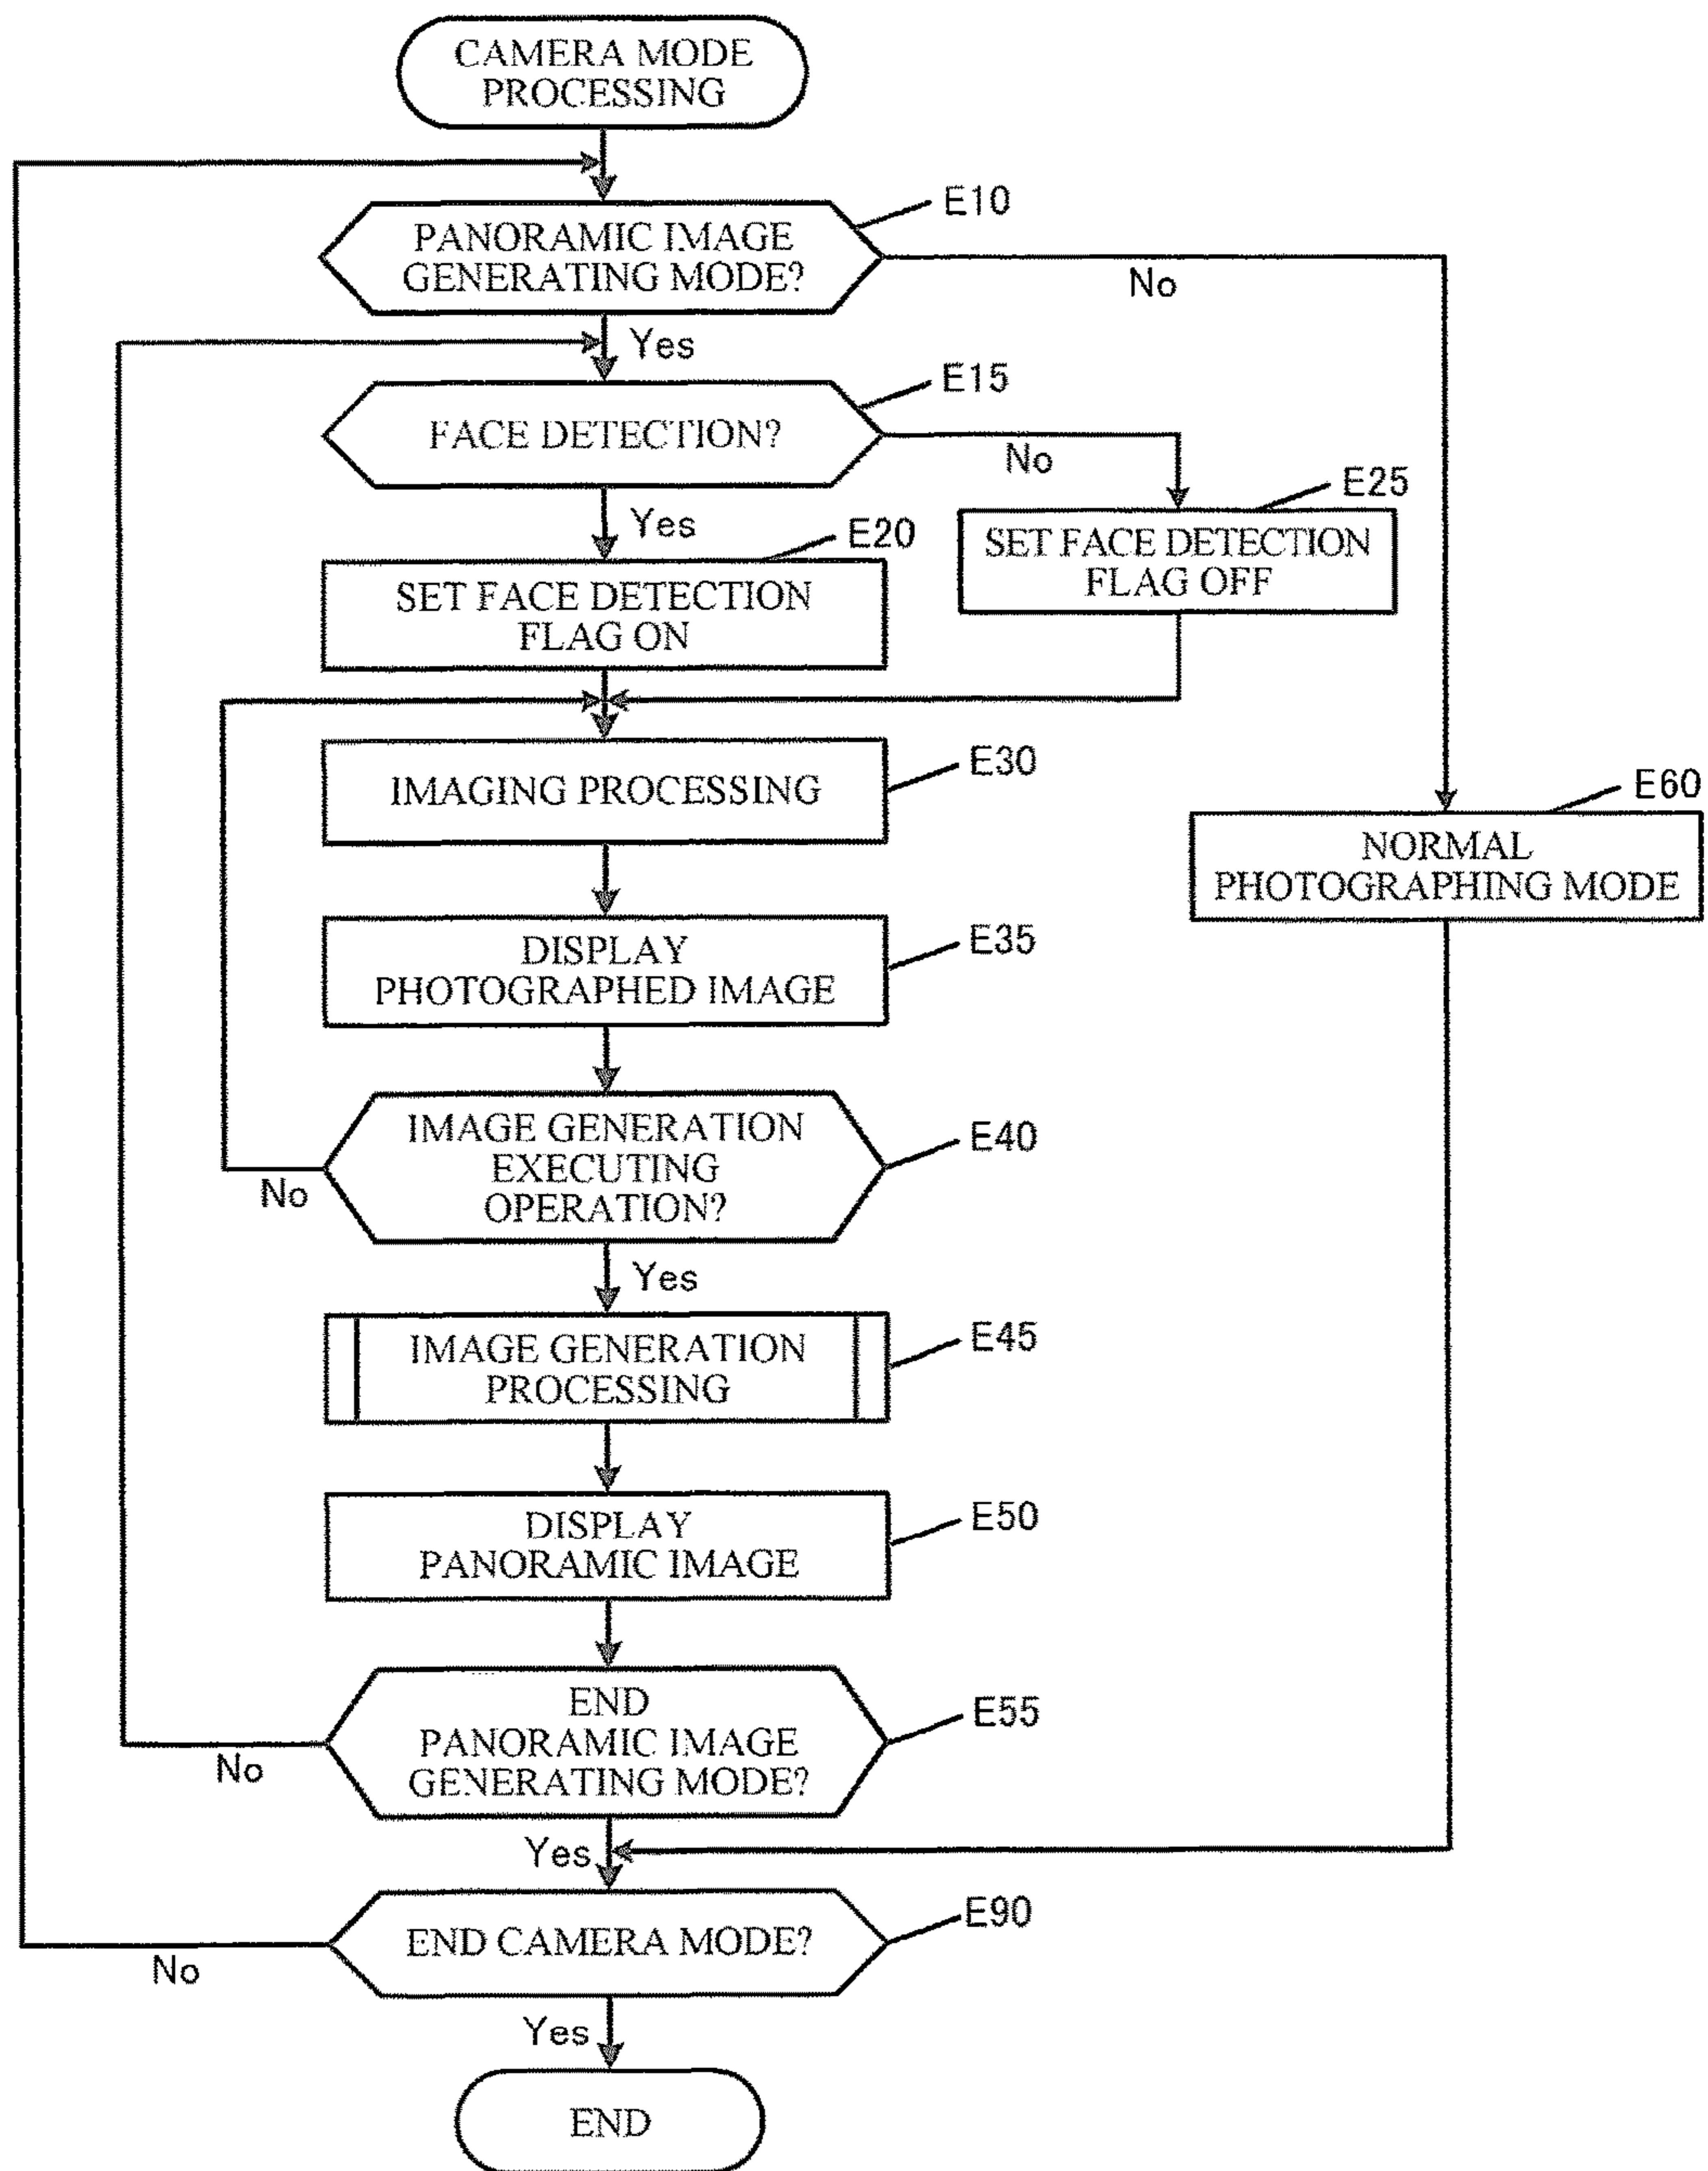 CAMERA MODE
PROCESSING
E10
PANORAMIC IMAGE
GENERATING MODE?
No
Yes
E15
FACE DETECTION?
No
Yes
E25
SET FACE DETECTION
FLAG OFF
E20
SET FACE DETECTION
FLAG ON
E30
IMAGING PROCESSING
E60
NORMAL
PHOTOGRAPHING MODE
E35
DISPLAY
PHOTOGRAPHED IMAGE
E40
IMAGE GENERATION
EXECUTING
OPERATION?
No
Yes
E45
IMAGE GENERATION
PROCESSING
E50
DISPLAY
PANORAMIC IMAGE
E55
END
PANORAMIC IMAGE
GENERATING MODE?
No
Yes
E90
END CAMERA MODE?
No
Yes
END